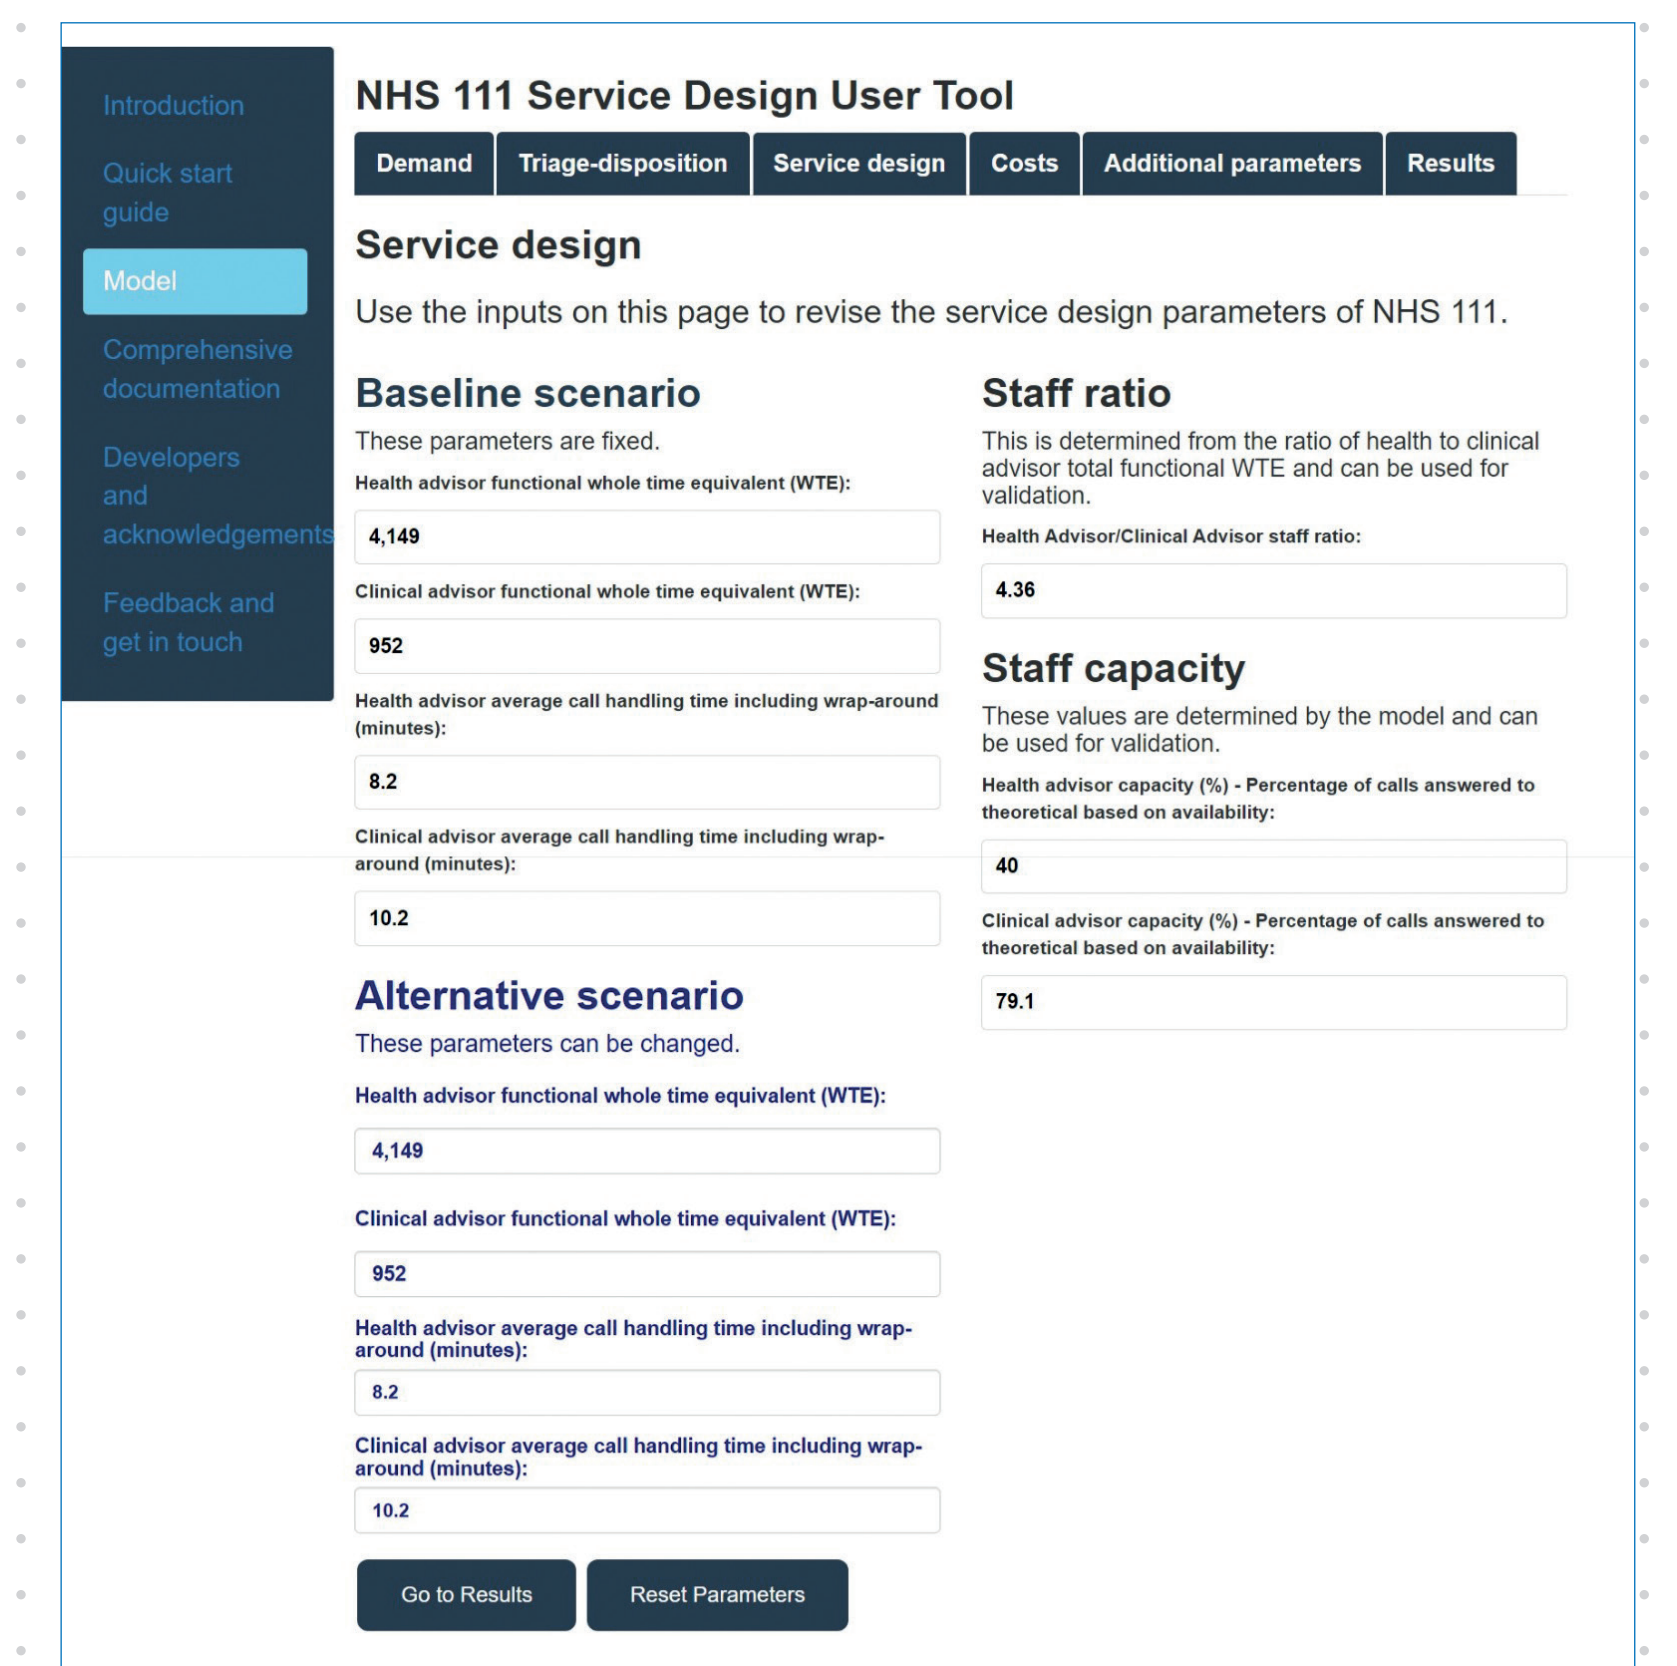 Introduction
Quick start
guide
Model
Comprehensive
documentation
Developers
and
acknowledgements
Feedback and
get in touch
NHS 111 Service Design User Tool
Demand
Triage-disposition
Service design
Costs
Additional parameters
Results
Service design
Use the inputs on this page to revise the service design parameters of NHS 111.
Baseline scenario
These parameters are fixed.
Health advisor functional whole time equivalent (WTE):
4,149
Clinical advisor functional whole time equivalent (WTE):
952
Health advisor average call handling time including wrap-around
(minutes):
8.2
Clinical advisor average call handling time including wrap-
around (minutes):
10.2
Alternative scenario
These parameters can be changed.
Health advisor functional whole time equivalent (WTE):
4,149
Clinical advisor functional whole time equivalent (WTE):
952
Health advisor average call handling time including wrap-
around (minutes):
8.2
Clinical advisor average call handling time including wrap-
around (minutes):
10.2
Go to Results
Reset Parameters
Staff ratio
This is determined from the ratio of health to clinical
advisor total functional WTE and can be used for
validation.
Health Advisor/Clinical Advisor staff ratio:
4.36
Staff capacity
These values are determined by the model and can
be used for validation.
Health advisor capacity (%) - Percentage of calls answered to
theoretical based on availability:
40
Clinical advisor capacity (%) - Percentage of calls answered to
theoretical based on availability:
79.1